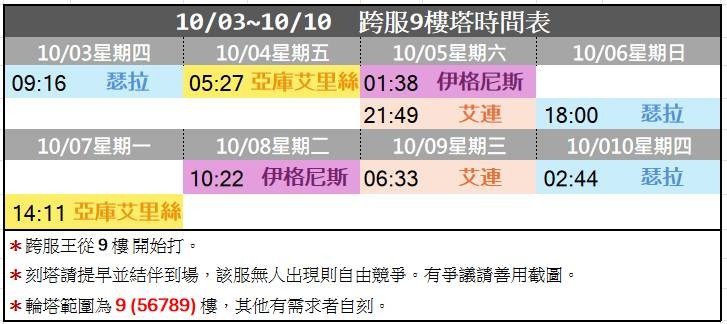 10/03~10/10 跨服9樓塔時間表
10/03星期四 10/04星期五 10/05星期六 10/06星期日
09:16 瑟拉 05:27 亞庫艾里絲 01:38 伊格尼斯
21:49 艾連 18:00 瑟拉
10/07星期一 10/08星期二 10/09星期三 10/010星期四
10:22 伊格尼斯 06:33 艾連 02:44 瑟拉
14:11 亞庫艾里絲
＊跨服王從 9 樓 開始打。
＊刻塔請提早並結伴到場，該服無人出現則自由競爭。有爭議請善用截圖。
＊輪塔範圍為 9 (56789) 樓，其他有需求者自刻。